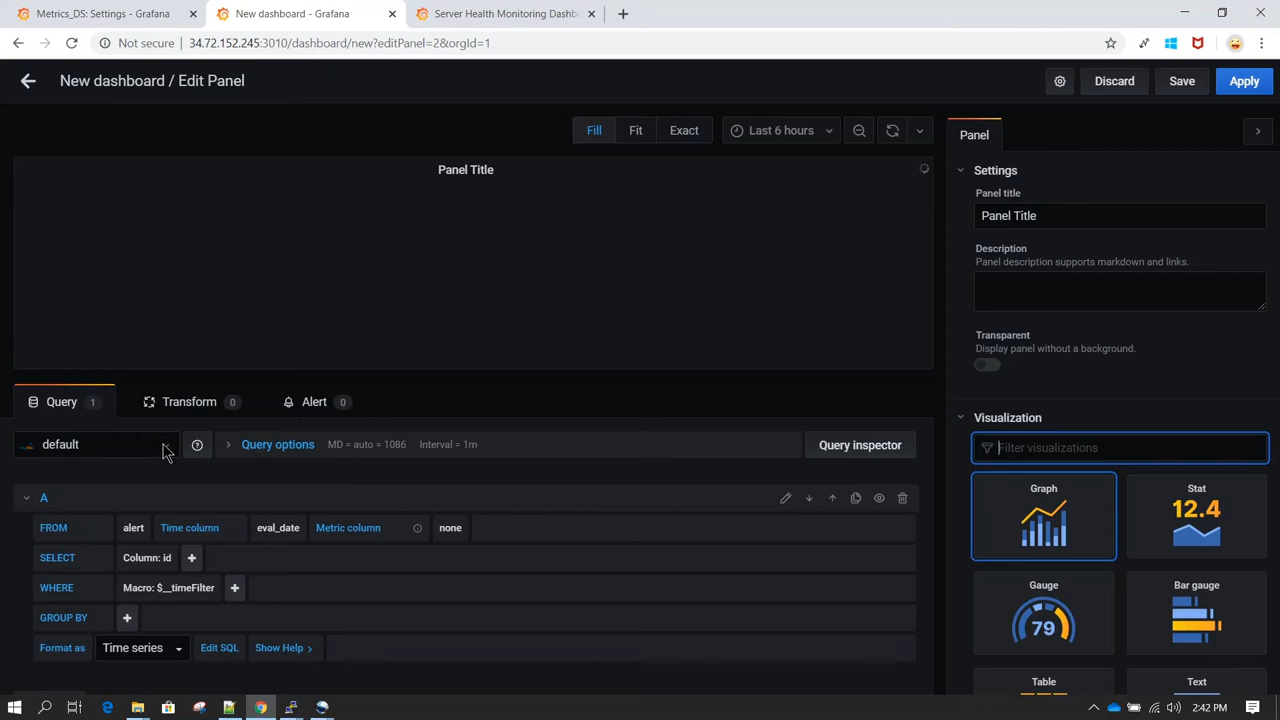 Metrics_DS: Settings - Grafana
New dashboard - Grafana
Server Health Monitoring Dashb
Not secure
34.72.152.245:3010/dashboard/new?editPanel=2&orgId=1
New dashboard / Edit Panel
Discard
Save
Apply
Fill
Fit
Exact
Last 6 hours
Panel
Panel Title
Settings
Panel title
Panel Title
Description
Panel description supports markdown and links.
Transparent
Display panel without a background.
Query 1
Transform 0
Alert 0
Visualization
default
Query options
MD = auto = 1086
Interval = 1m
Query inspector
Filter visualizations
A
FROM alert Time column eval_date Metric column none
SELECT Column: id +
WHERE Macro: $__timeFilter +
GROUP BY +
Format as Time series Edit SQL Show Help >
Graph
Stat
12.4
Gauge
79
Bar gauge
Table
Text
2:42 PM